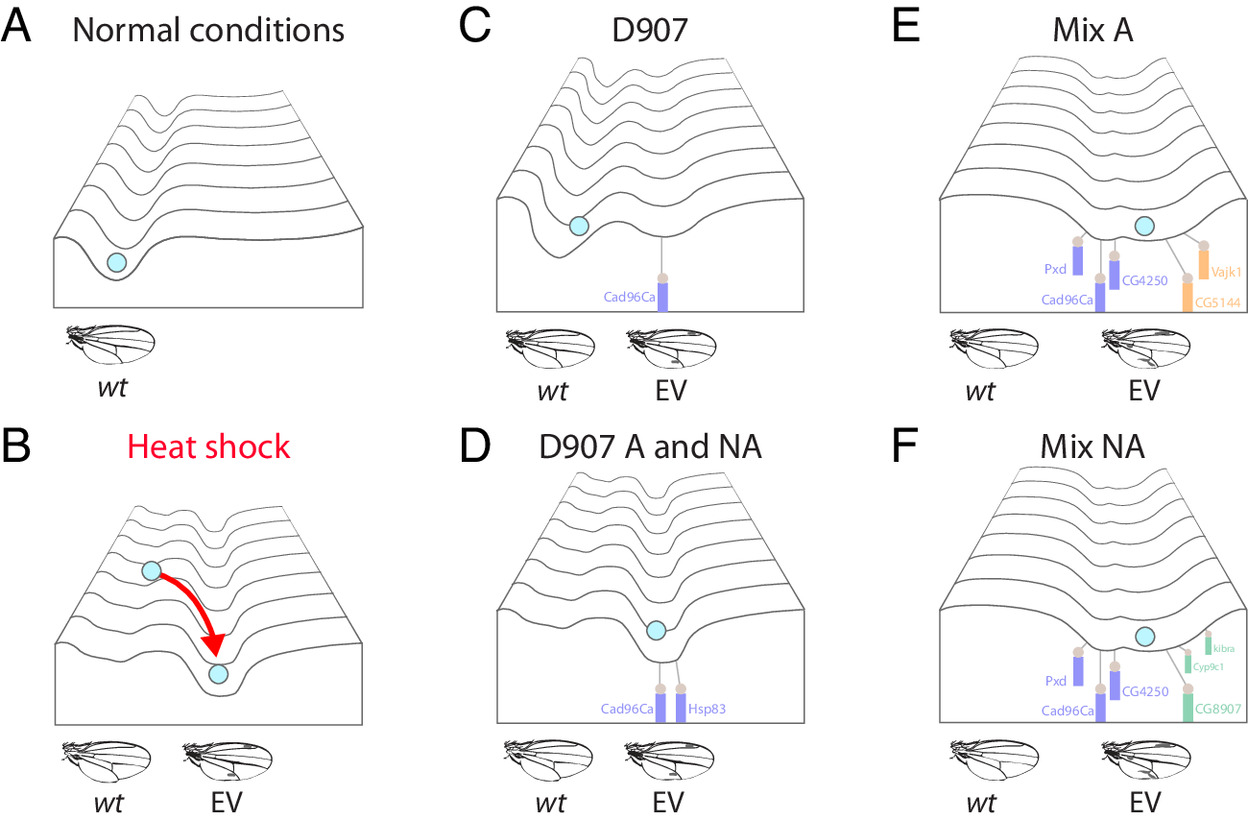 A Normal conditions
wt
B Heat shock
wt EV
C D907
Cad96Ca
wt EV
D D907 A and NA
Cad96Ca Hsp83
wt EV
E Mix A
Pxd
CG4250
Vajk1
Cad96Ca
CG5144
wt EV
F Mix NA
kibra
Cyp9c1
Pxd
CG4250
Cad96Ca
CG8907
wt EV